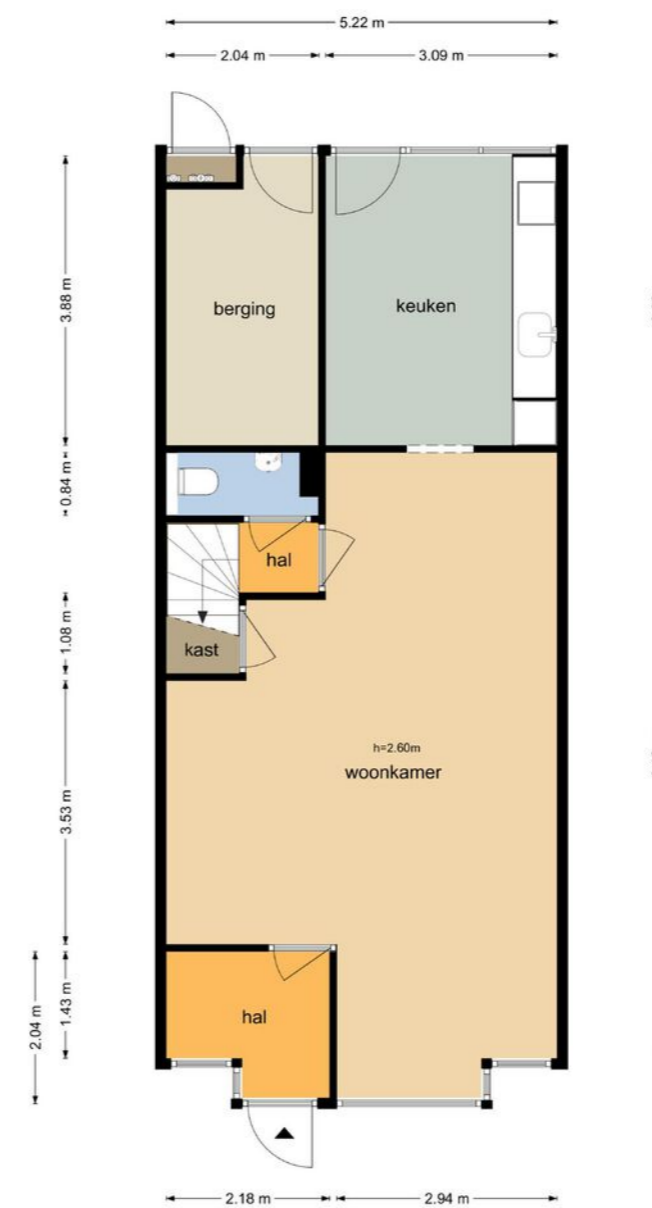 5.22 m
2.04 m
3.09 m
3.88 m
berging
keuken
0.84 m
hal
1.08 m
kast
h=2.60m
woonkamer
3.53 m
hal
1.43 m
2.04 m
2.18 m
2.94 m